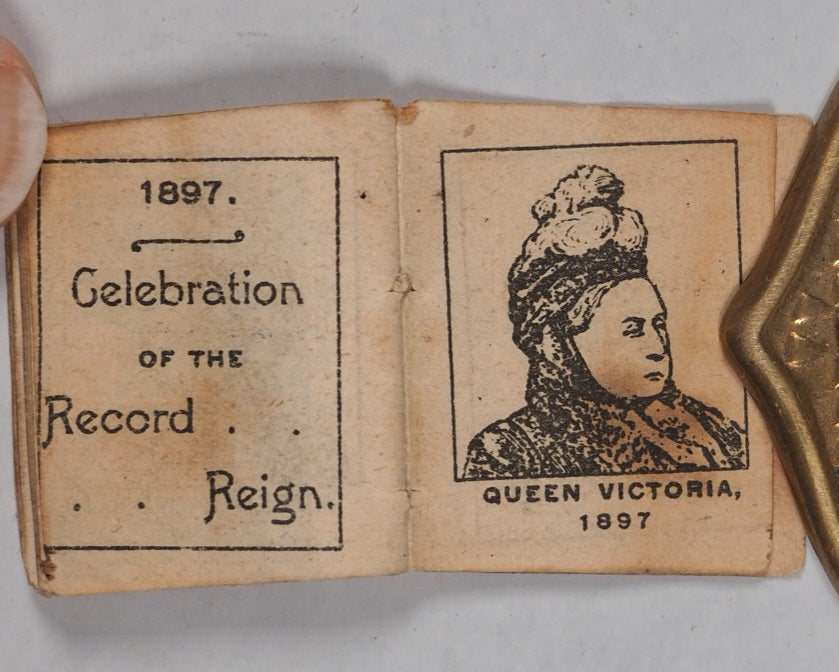 1897.
Celebration
OF THE
Record . .
. . Reign.
QUEEN VICTORIA,
1897